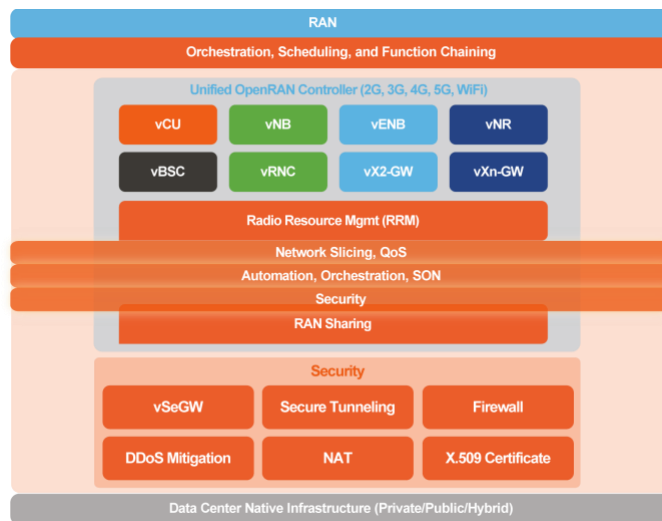 RAN
Orchestration, Scheduling, and Function Chaining
Unified OpenRAN Controller (2G, 3G, 4G, 5G, WiFi)
vCU
vNB
vENB
vNR
vBSC
vRNC
vX2-GW
vXn-GW
Radio Resource Mgmt (RRM)
Network Slicing, QoS
Automation, Orchestration, SON
Security
RAN Sharing
Security
vSeGW
Secure Tunneling
Firewall
DDoS Mitigation
NAT
X.509 Certificate
Data Center Native Infrastructure (Private/Public/Hybrid)